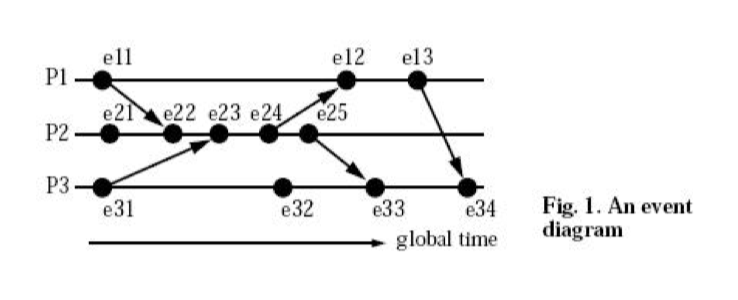 e11 e12 e13
P1
e21 e22 e23 e24 e25
P2
P3
e31 e32 e33 e34
global time
Fig. 1. An event
diagram